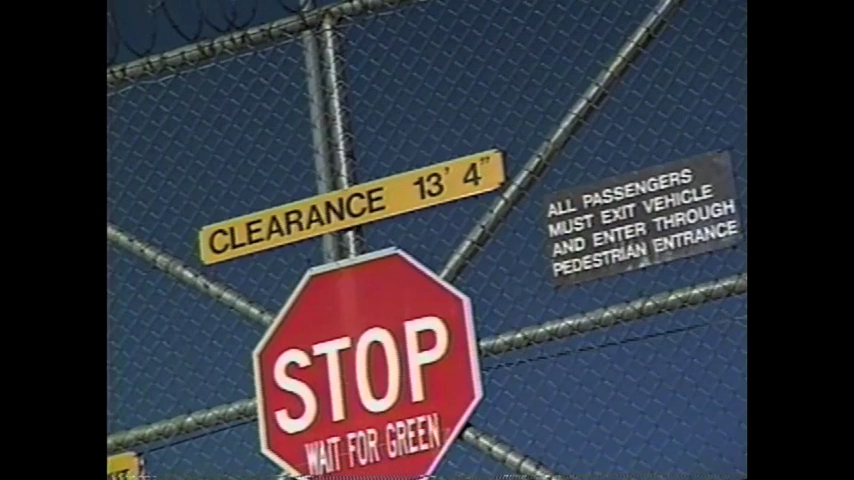 CLEARANCE 13' 4"
ALL PASSENGERS
MUST EXIT VEHICLE
AND ENTER THROUGH
PEDESTRIAN ENTRANCE
STOP
WAIT FOR GREEN